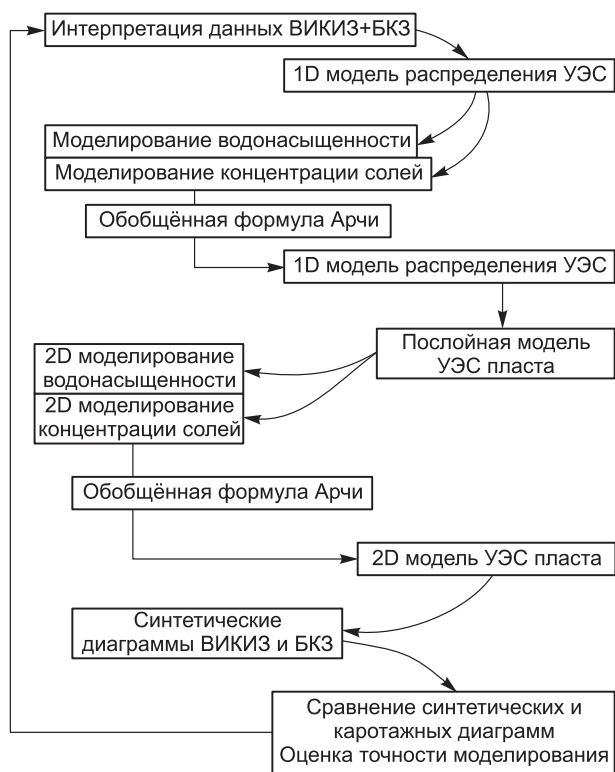 Интерпретация данных ВИКИЗ+БКЗ
1D модель распределения УЭС
Моделирование водонасыщенности
Моделирование концентрации солей
Обобщённая формула Арчи
1D модель распределения УЭС
Послойная модель
УЭС пласта
2D моделирование
водонасыщенности
2D моделирование
концентрации солей
Обобщённая формула Арчи
2D модель УЭС пласта
Синтетические
диаграммы ВИКИЗ и БКЗ
Сравнение синтетических и
каротажных диаграмм
Оценка точности моделирования